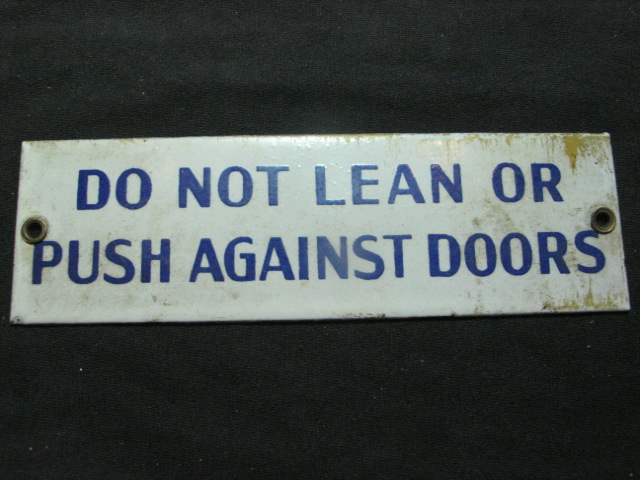 DO NOT LEAN OR
PUSH AGAINST DOORS